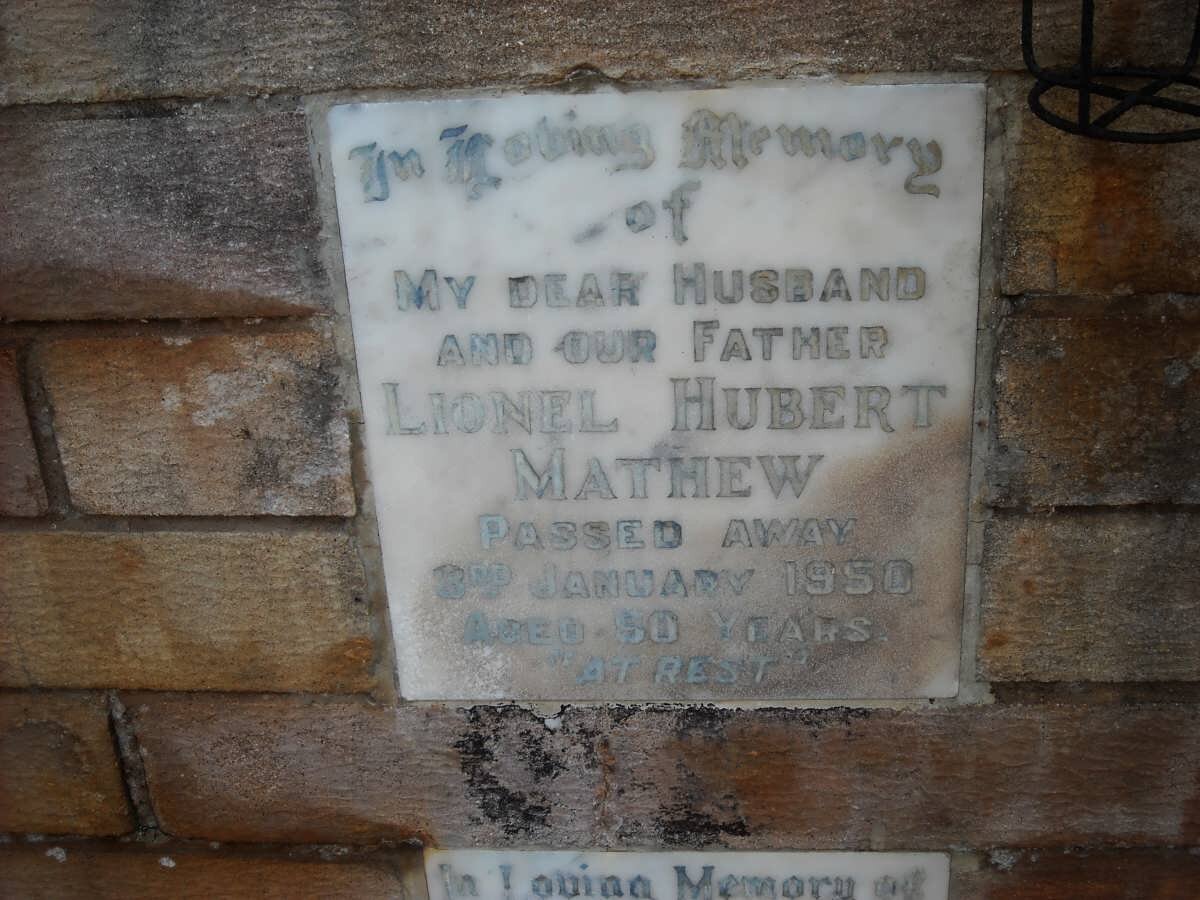 In Loving Memory
of
My dear Husband
and our Father
Lionel Hubert
Mathew
Passed away
3rd January 1950
Aged 50 Years.
"At Rest"
In Loving Memory of